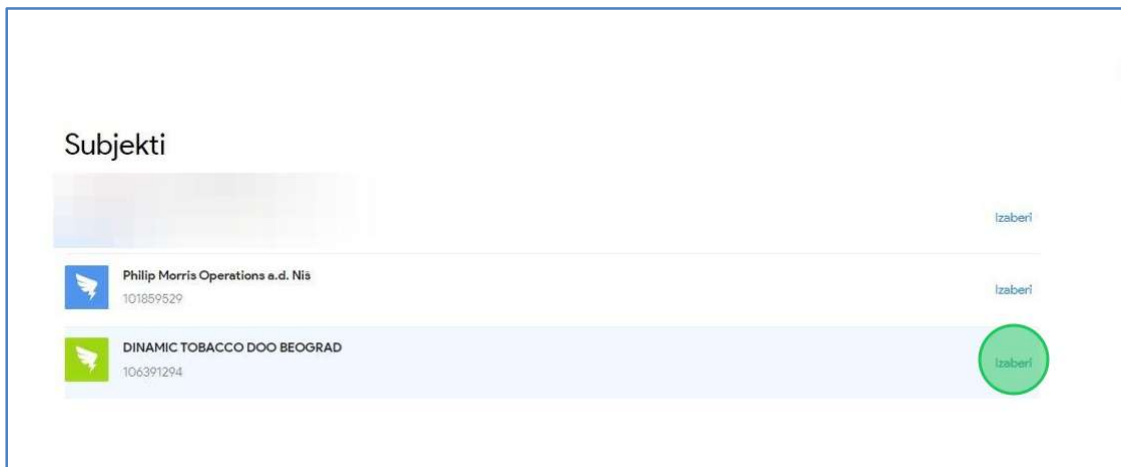 Subjekti
Izaberi
Philip Morris Operations a.d. Niš
101859529
Izaberi
DINAMIC TOBACCO DOO BEOGRAD
106391294
Izaberi